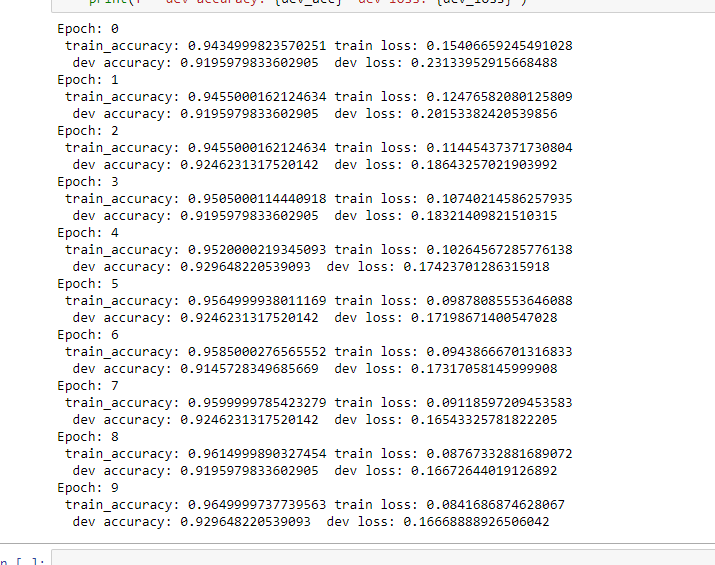 print(f" dev accuracy: {dev_acc} dev loss: {dev_loss}")
Epoch: 0
train_accuracy: 0.9434999823570251 train loss: 0.15406659245491028
dev accuracy: 0.9195979833602905 dev loss: 0.23133952915668488
Epoch: 1
train_accuracy: 0.9455000162124634 train loss: 0.12476582080125809
dev accuracy: 0.9195979833602905 dev loss: 0.20153382420539856
Epoch: 2
train_accuracy: 0.9455000162124634 train loss: 0.11445437371730804
dev accuracy: 0.9246231317520142 dev loss: 0.18643257021903992
Epoch: 3
train_accuracy: 0.9505000114440918 train loss: 0.10740214586257935
dev accuracy: 0.9195979833602905 dev loss: 0.18321409821510315
Epoch: 4
train_accuracy: 0.9520000219345093 train loss: 0.10264567285776138
dev accuracy: 0.929648220539093 dev loss: 0.17423701286315918
Epoch: 5
train_accuracy: 0.9564999938011169 train loss: 0.09878085553646088
dev accuracy: 0.9246231317520142 dev loss: 0.17198671400547028
Epoch: 6
train_accuracy: 0.9585000276565552 train loss: 0.09438666701316833
dev accuracy: 0.9145728349685669 dev loss: 0.17317058145999908
Epoch: 7
train_accuracy: 0.9599999785423279 train loss: 0.09118597209453583
dev accuracy: 0.9246231317520142 dev loss: 0.16543325781822205
Epoch: 8
train_accuracy: 0.9614999890327454 train loss: 0.08767332881689072
dev accuracy: 0.9195979833602905 dev loss: 0.16672644019126892
Epoch: 9
train_accuracy: 0.9649999737739563 train loss: 0.0841686874628067
dev accuracy: 0.929648220539093 dev loss: 0.16668888926506042
n [ ]: